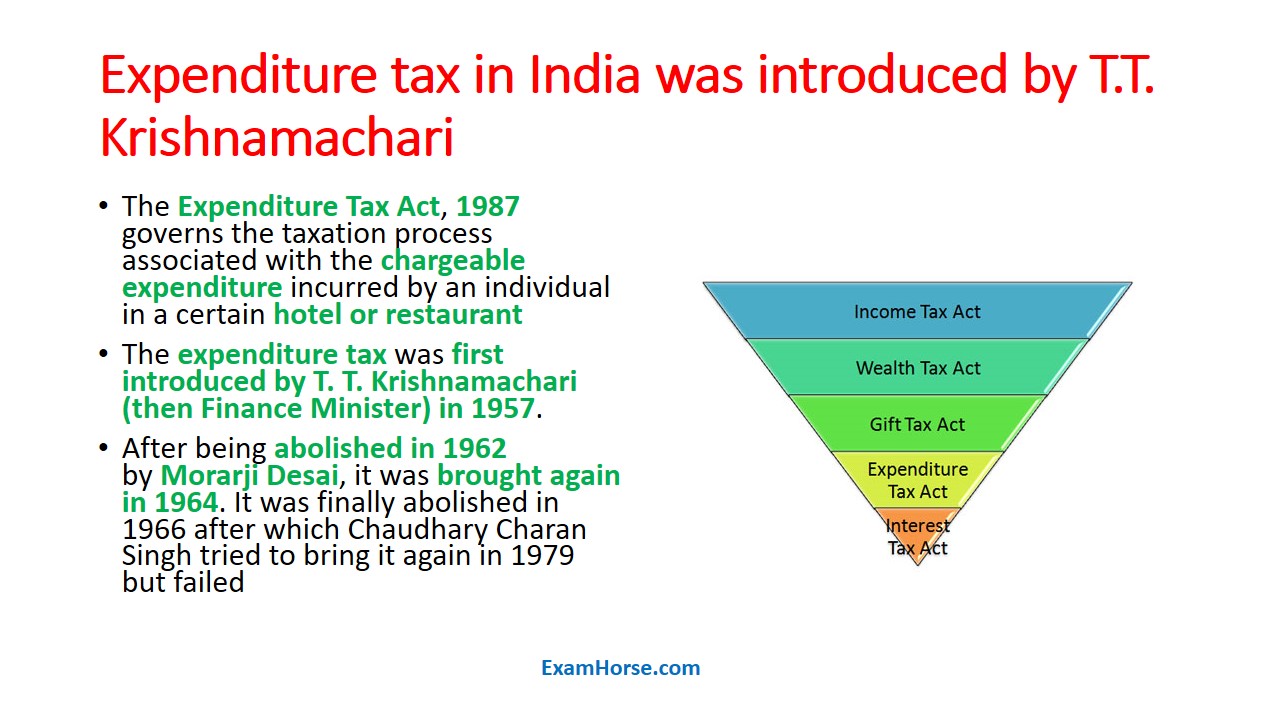 Expenditure tax in India was introduced by T.T.
Krishnamachari
• The Expenditure Tax Act, 1987
governs the taxation process
associated with the chargeable
expenditure incurred by an individual
in a certain hotel or restaurant
• The expenditure tax was first
introduced by T. T. Krishnamachari
(then Finance Minister) in 1957.
• After being abolished in 1962
by Morarji Desai, it was brought again
in 1964. It was finally abolished in
1966 after which Chaudhary Charan
Singh tried to bring it again in 1979
but failed
Income Tax Act
Wealth Tax Act
Gift Tax Act
Expenditure
Tax Act
Interest
Tax Act
ExamHorse.com